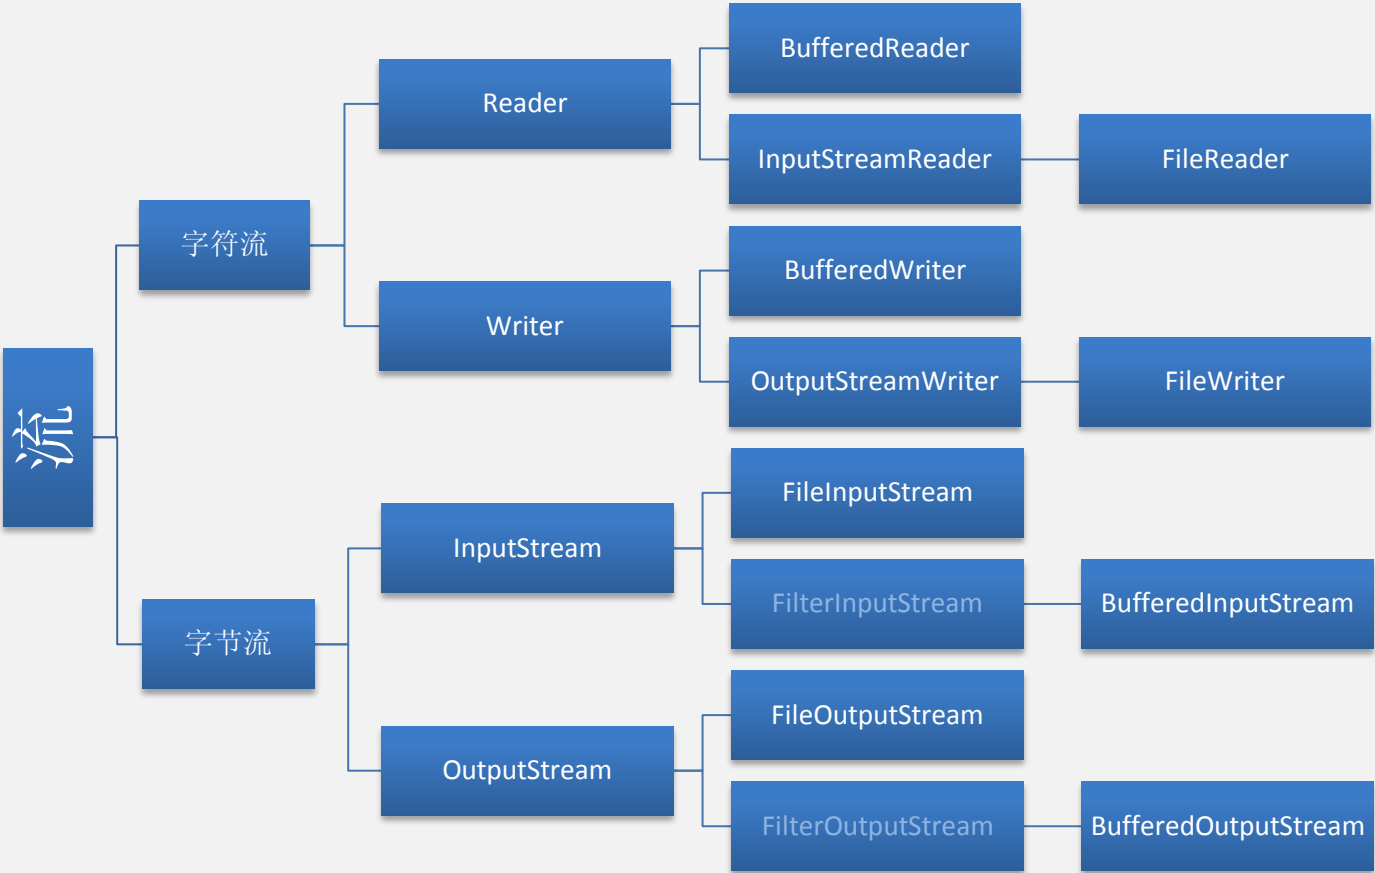 流
字符流
Reader
BufferedReader
InputStreamReader
FileReader
Writer
BufferedWriter
OutputStreamWriter
FileWriter
字节流
InputStream
FileInputStream
FilterInputStream
BufferedInputStream
OutputStream
FileOutputStream
FilterOutputStream
BufferedOutputStream